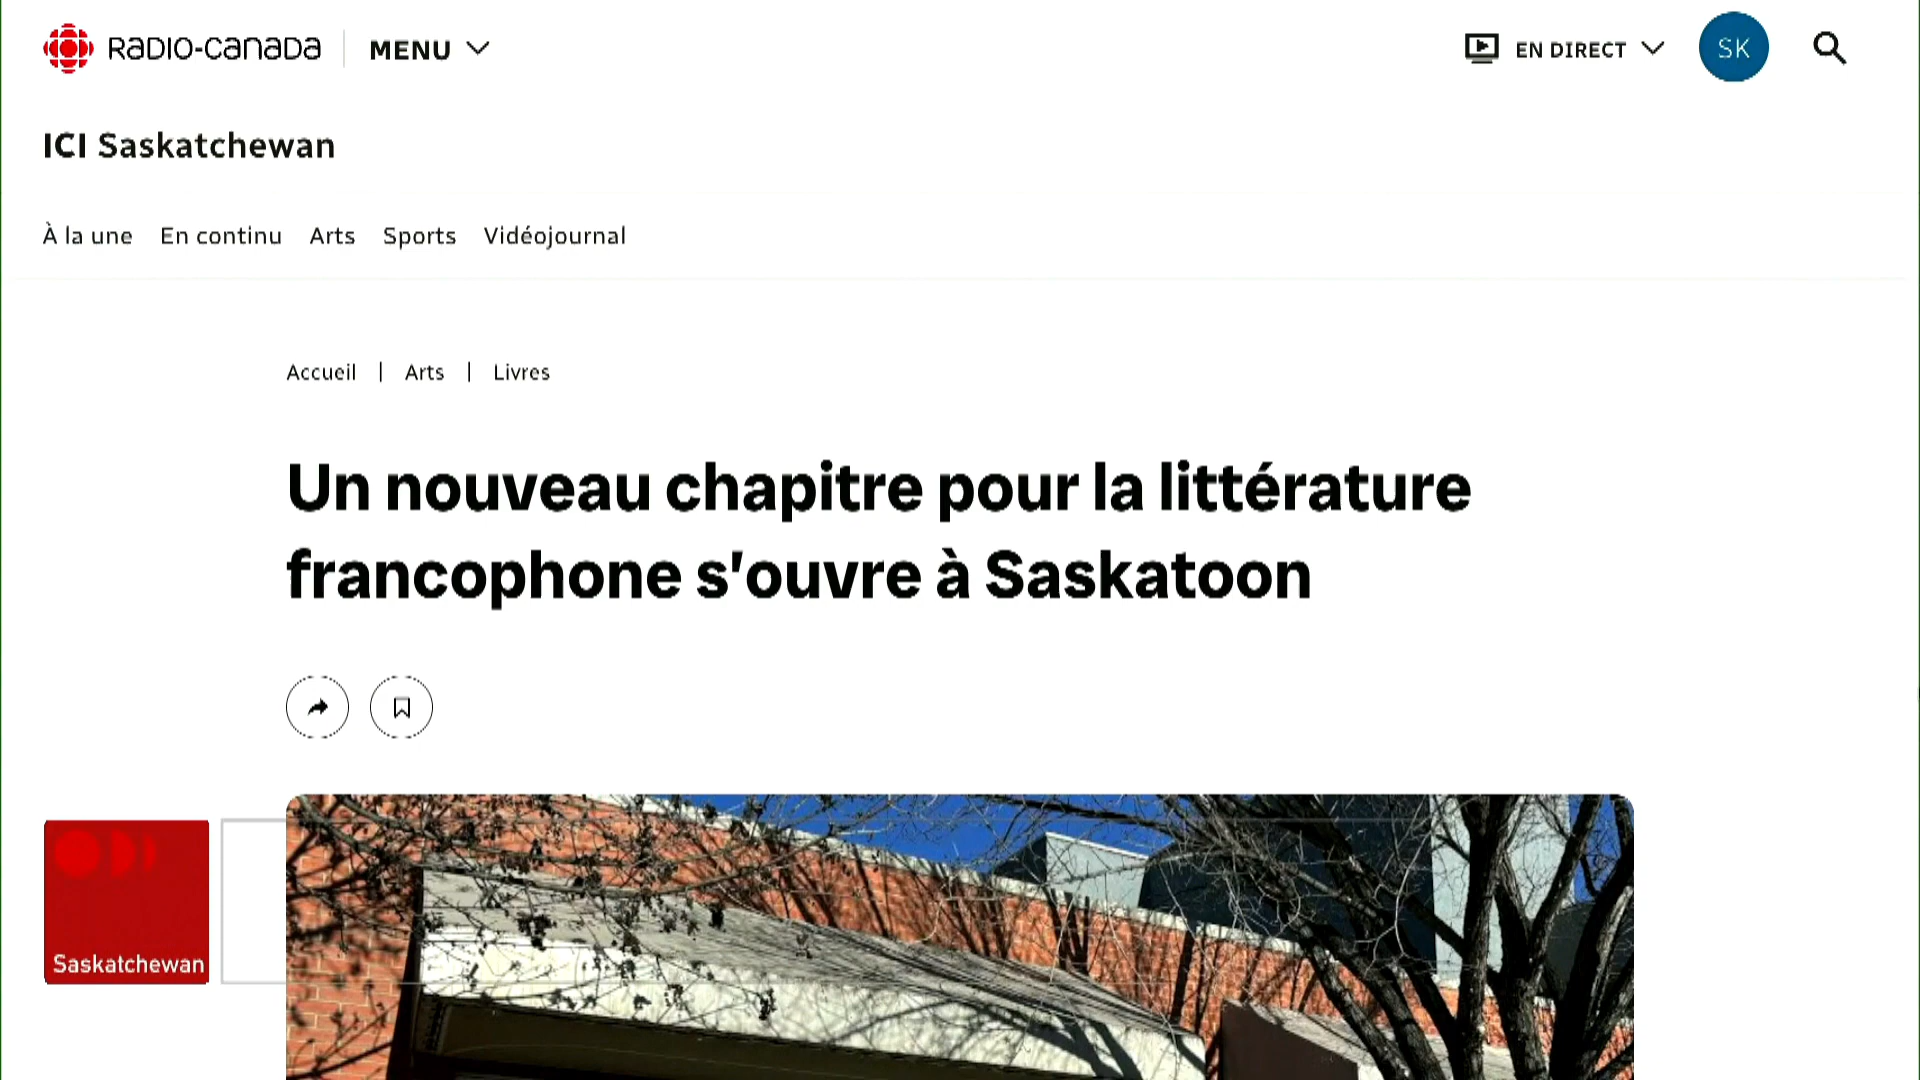 RADIO-CANADA MENU EN DIRECT SK
ICI Saskatchewan
À la une En continu Arts Sports Vidéojournal
Accueil | Arts | Livres
Un nouveau chapitre pour la littérature
francophone s'ouvre à Saskatoon
Saskatchewan